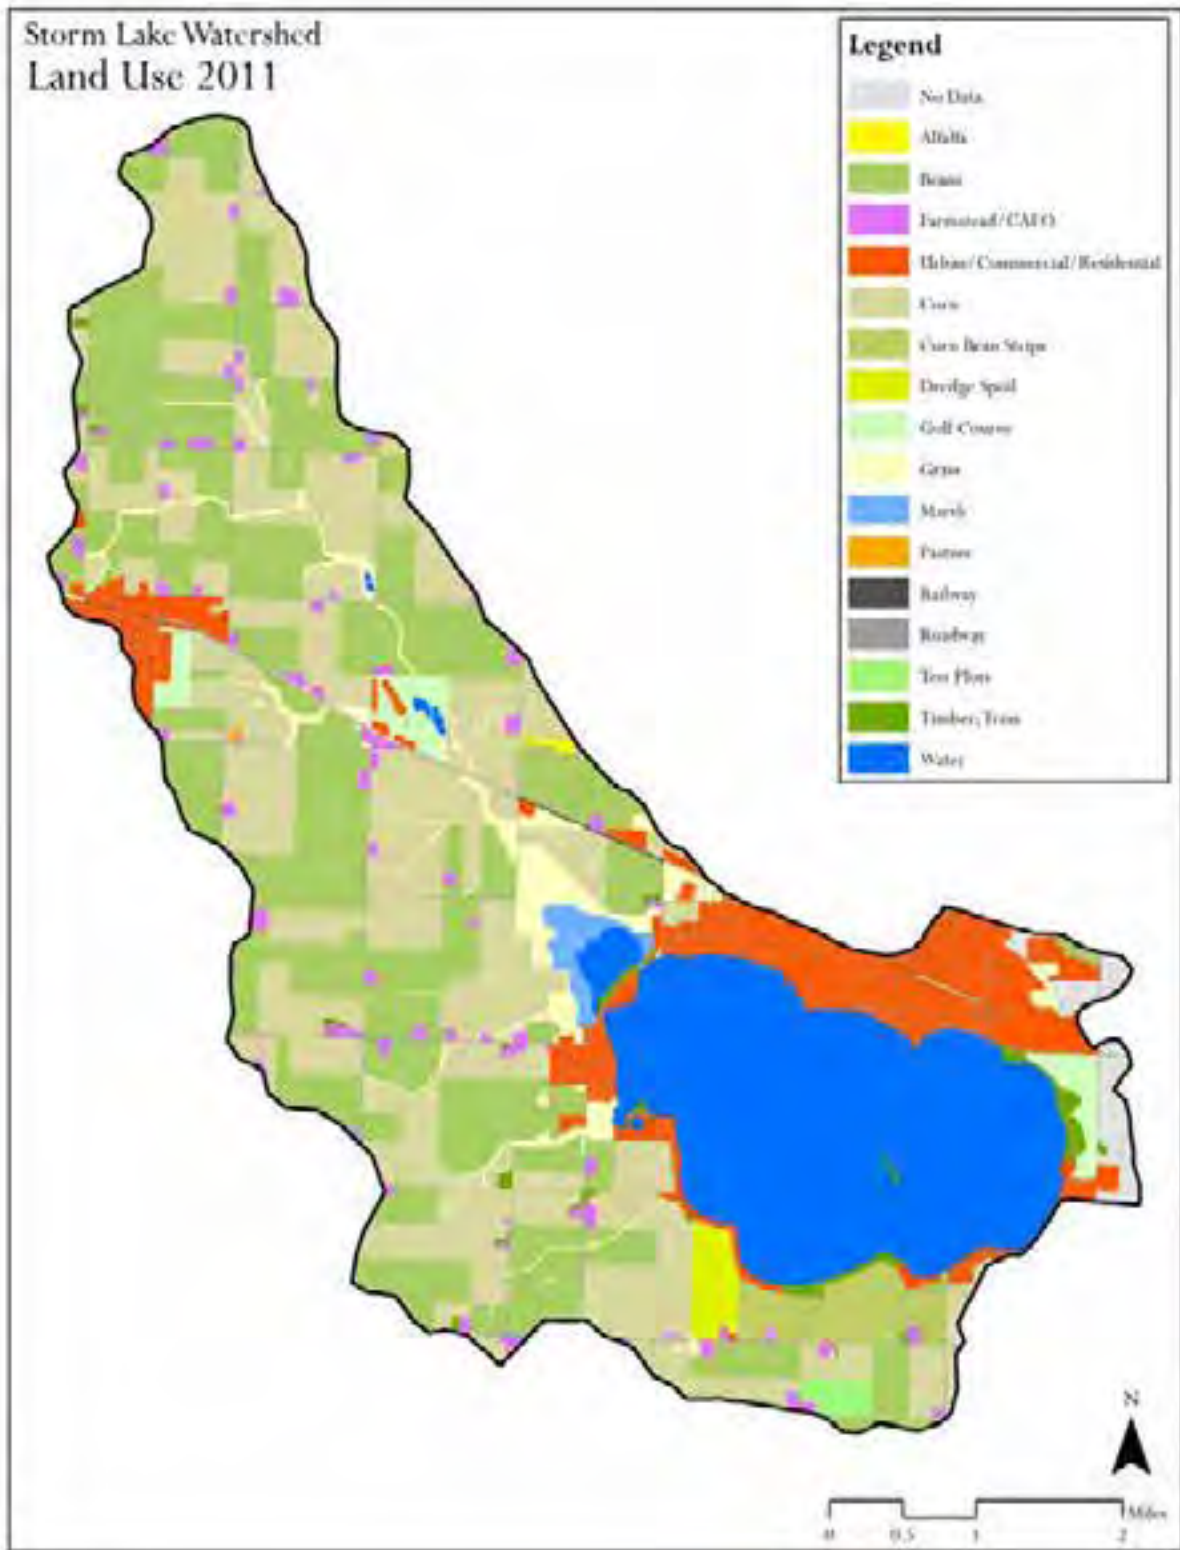 Storm Lake Watershed
Land Use 2011
Legend
No Data
Alfalfa
Beans
Farmstead/CAFO
Urban/Commercial/Residential
Corn
Corn Bean Strips
Dredge Spoil
Golf Course
Grass
Marsh
Pasture
Railway
Roadway
Test Plots
Timber, Trees
Water
N
Miles
0 0.5 1 2